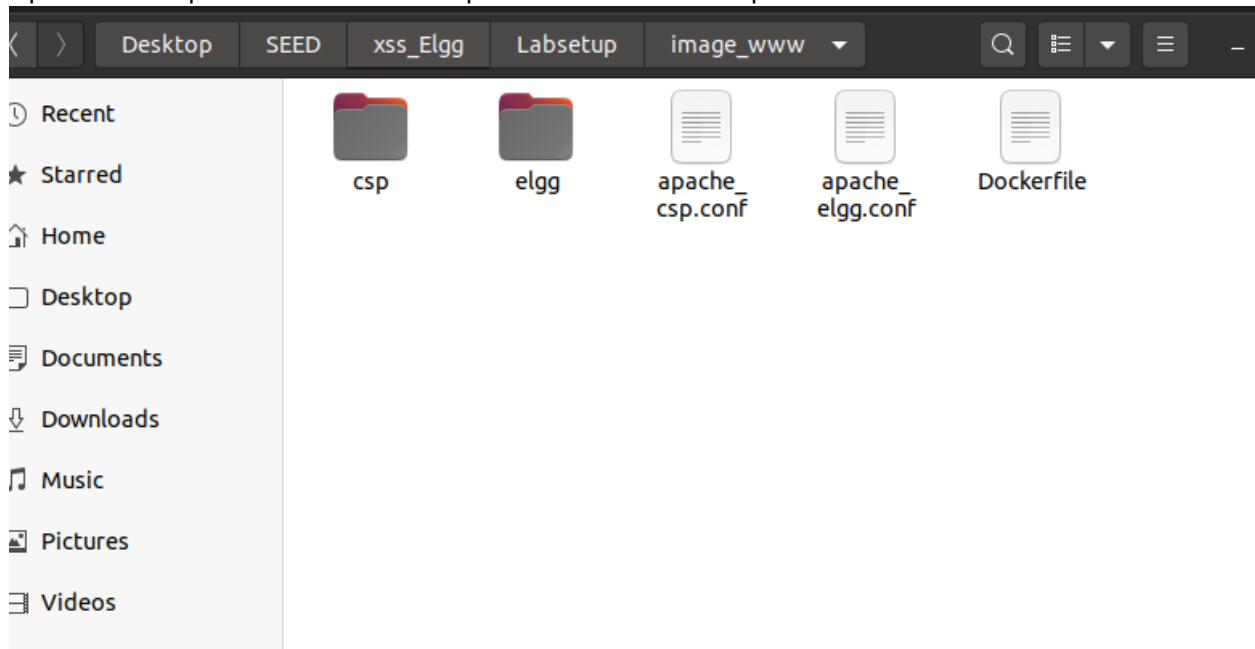 Desktop SEED xss_Elgg Labsetup image_www
Recent
Starred
Home
Desktop
Documents
Downloads
Music
Pictures
Videos
csp
elgg
apache_
csp.conf
apache_
elgg.conf
Dockerfile